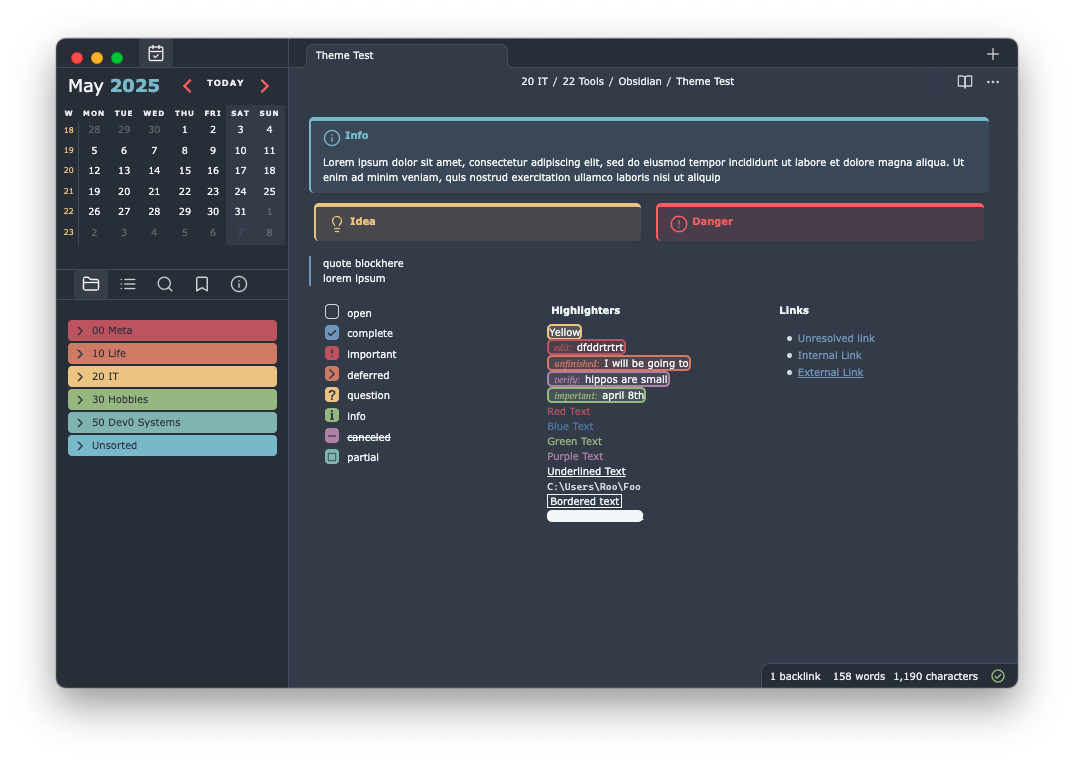 Theme Test
May 2025
TODAY
W MON TUE WED THU FRI SAT SUN
18 28 29 30 1 2 3 4
19 5 6 7 8 9 10 11
20 12 13 14 15 16 17 18
21 19 20 21 22 23 24 25
22 26 27 28 29 30 31 1
23 2 3 4 5 6 7 8
00 Meta
10 Life
20 IT
30 Hobbies
50 Dev0 Systems
Unsorted
20 IT / 22 Tools / Obsidian / Theme Test
Info
Lorem ipsum dolor sit amet, consectetur adipiscing elit, sed do eiusmod tempor incididunt ut labore et dolore magna aliqua. Ut
enim ad minim veniam, quis nostrud exercitation ullamco laboris nisi ut aliquip
Idea
Danger
quote blockhere
lorem ipsum
open
complete
important
deferred
question
info
canceled
partial
Highlighters
Yellow
edit: dfddrtrtrt
unfinished: I will be going to
verify: hippos are small
important: april 8th
Red Text
Blue Text
Green Text
Purple Text
Underlined Text
C:\Users\Roo\Foo
Bordered text
Links
Unresolved link
Internal Link
External Link
1 backlink 158 words 1,190 characters